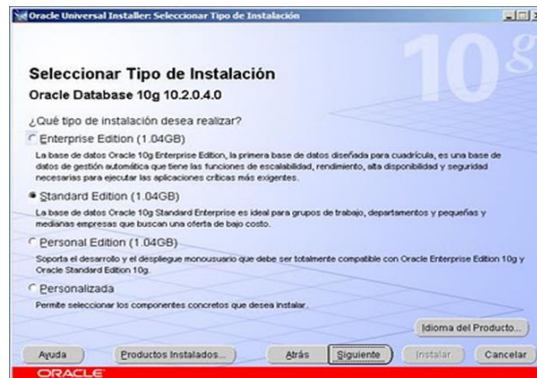 Oracle Universal Installer: Seleccionar Tipo de Instalación
10g
Seleccionar Tipo de Instalación
Oracle Database 10g 10.2.0.4.0
¿Qué tipo de instalación desea realizar?
Enterprise Edition (1.04GB)
La base de datos Oracle 10g Enterprise Edition, la primera base de datos diseñada para cuadrícula, es una base de
datos de gestión automática que tiene las funciones de escalabilidad, rendimiento, alta disponibilidad y seguridad
necesarias para ejecutar las aplicaciones críticas más exigentes.
Standard Edition (1.04GB)
La base de datos Oracle 10g Standard Enterprise es ideal para grupos de trabajo, departamentos y pequeñas y
medianas empresas que buscan una oferta de bajo costo.
Personal Edition (1.04GB)
Soporta el desarrollo y el despliegue monousuario que debe ser totalmente compatible con Oracle Enterprise Edition 10g y
Oracle Standard Edition 10g.
Personalizada
Permite seleccionar los componentes concretos que desea instalar.
Idioma del Producto...
Ayuda Productos Instalados... Atrás Siguiente Instalar Cancelar
ORACLE